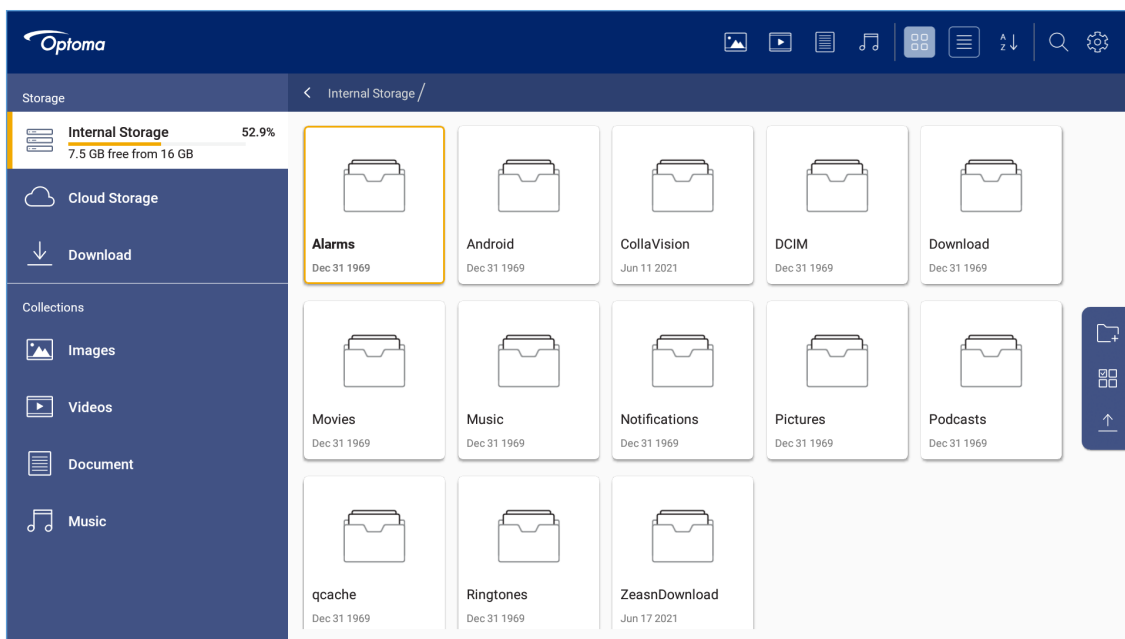 Optoma
A
Z
Storage
Internal Storage /
Internal Storage 52.9%
7.5 GB free from 16 GB
Cloud Storage
Download
Collections
Images
Videos
Document
Music
Alarms
Dec 31 1969
Android
Dec 31 1969
CollaVision
Jun 11 2021
DCIM
Dec 31 1969
Download
Dec 31 1969
Movies
Dec 31 1969
Music
Dec 31 1969
Notifications
Dec 31 1969
Pictures
Dec 31 1969
Podcasts
Dec 31 1969
qcache
Dec 31 1969
Ringtones
Dec 31 1969
ZeasnDownload
Jun 17 2021